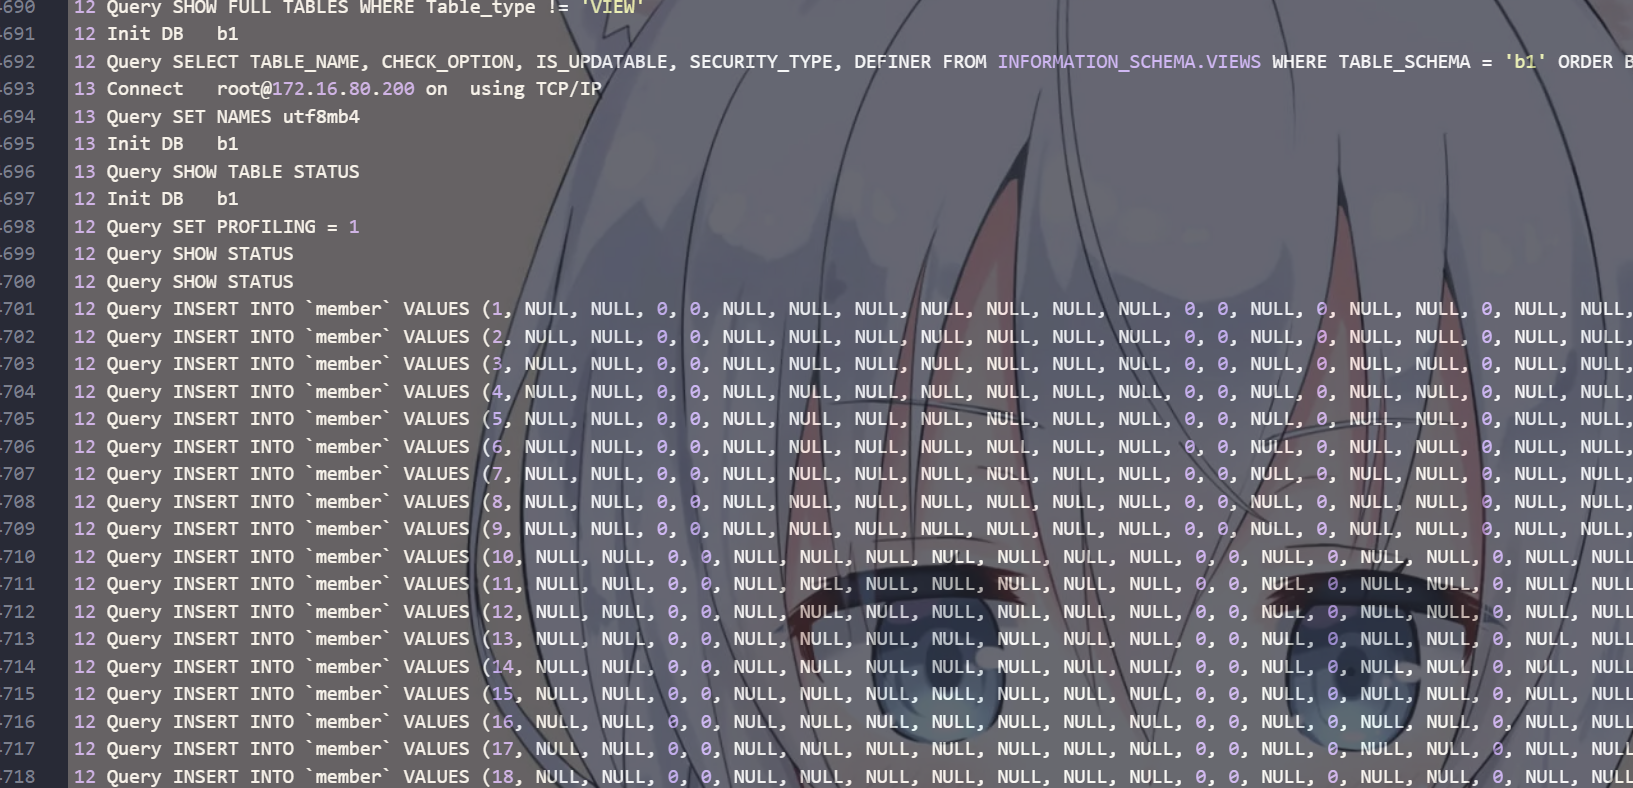 4690 12 Query SHOW FULL TABLES WHERE Table_type != 'VIEW'
4691 12 Init DB b1
4692 12 Query SELECT TABLE_NAME, CHECK_OPTION, IS_UPDATABLE, SECURITY_TYPE, DEFINER FROM INFORMATION_SCHEMA.VIEWS WHERE TABLE_SCHEMA = 'b1' ORDER B
4693 13 Connect root@172.16.80.200 on using TCP/IP
4694 13 Query SET NAMES utf8mb4
4695 13 Init DB b1
4696 13 Query SHOW TABLE STATUS
4697 12 Init DB b1
4698 12 Query SET PROFILING = 1
4699 12 Query SHOW STATUS
4700 12 Query SHOW STATUS
4701 12 Query INSERT INTO `member` VALUES (1, NULL, NULL, 0, 0, NULL, NULL, NULL, NULL, NULL, NULL, NULL, 0, 0, NULL, 0, NULL, NULL, 0, NULL, NULL,
4702 12 Query INSERT INTO `member` VALUES (2, NULL, NULL, 0, 0, NULL, NULL, NULL, NULL, NULL, NULL, NULL, 0, 0, NULL, 0, NULL, NULL, 0, NULL, NULL,
4703 12 Query INSERT INTO `member` VALUES (3, NULL, NULL, 0, 0, NULL, NULL, NULL, NULL, NULL, NULL, NULL, 0, 0, NULL, 0, NULL, NULL, 0, NULL, NULL,
4704 12 Query INSERT INTO `member` VALUES (4, NULL, NULL, 0, 0, NULL, NULL, NULL, NULL, NULL, NULL, NULL, 0, 0, NULL, 0, NULL, NULL, 0, NULL, NULL,
4705 12 Query INSERT INTO `member` VALUES (5, NULL, NULL, 0, 0, NULL, NULL, NULL, NULL, NULL, NULL, NULL, 0, 0, NULL, 0, NULL, NULL, 0, NULL, NULL,
4706 12 Query INSERT INTO `member` VALUES (6, NULL, NULL, 0, 0, NULL, NULL, NULL, NULL, NULL, NULL, NULL, 0, 0, NULL, 0, NULL, NULL, 0, NULL, NULL,
4707 12 Query INSERT INTO `member` VALUES (7, NULL, NULL, 0, 0, NULL, NULL, NULL, NULL, NULL, NULL, NULL, 0, 0, NULL, 0, NULL, NULL, 0, NULL, NULL,
4708 12 Query INSERT INTO `member` VALUES (8, NULL, NULL, 0, 0, NULL, NULL, NULL, NULL, NULL, NULL, NULL, 0, 0, NULL, 0, NULL, NULL, 0, NULL, NULL,
4709 12 Query INSERT INTO `member` VALUES (9, NULL, NULL, 0, 0, NULL, NULL, NULL, NULL, NULL, NULL, NULL, 0, 0, NULL, 0, NULL, NULL, 0, NULL, NULL,
4710 12 Query INSERT INTO `member` VALUES (10, NULL, NULL, 0, 0, NULL, NULL, NULL, NULL, NULL, NULL, NULL, 0, 0, NULL, 0, NULL, NULL, 0, NULL, NULL
4711 12 Query INSERT INTO `member` VALUES (11, NULL, NULL, 0, 0, NULL, NULL, NULL, NULL, NULL, NULL, NULL, 0, 0, NULL, 0, NULL, NULL, 0, NULL, NULL
4712 12 Query INSERT INTO `member` VALUES (12, NULL, NULL, 0, 0, NULL, NULL, NULL, NULL, NULL, NULL, NULL, 0, 0, NULL, 0, NULL, NULL, 0, NULL, NULL
4713 12 Query INSERT INTO `member` VALUES (13, NULL, NULL, 0, 0, NULL, NULL, NULL, NULL, NULL, NULL, NULL, 0, 0, NULL, 0, NULL, NULL, 0, NULL, NULL
4714 12 Query INSERT INTO `member` VALUES (14, NULL, NULL, 0, 0, NULL, NULL, NULL, NULL, NULL, NULL, NULL, 0, 0, NULL, 0, NULL, NULL, 0, NULL, NULL
4715 12 Query INSERT INTO `member` VALUES (15, NULL, NULL, 0, 0, NULL, NULL, NULL, NULL, NULL, NULL, NULL, 0, 0, NULL, 0, NULL, NULL, 0, NULL, NULL
4716 12 Query INSERT INTO `member` VALUES (16, NULL, NULL, 0, 0, NULL, NULL, NULL, NULL, NULL, NULL, NULL, 0, 0, NULL, 0, NULL, NULL, 0, NULL, NULL
4717 12 Query INSERT INTO `member` VALUES (17, NULL, NULL, 0, 0, NULL, NULL, NULL, NULL, NULL, NULL, NULL, 0, 0, NULL, 0, NULL, NULL, 0, NULL, NULL
4718 12 Query INSERT INTO `member` VALUES (18, NULL, NULL, 0, 0, NULL, NULL, NULL, NULL, NULL, NULL, NULL, 0, 0, NULL, 0, NULL, NULL, 0, NULL, NULL